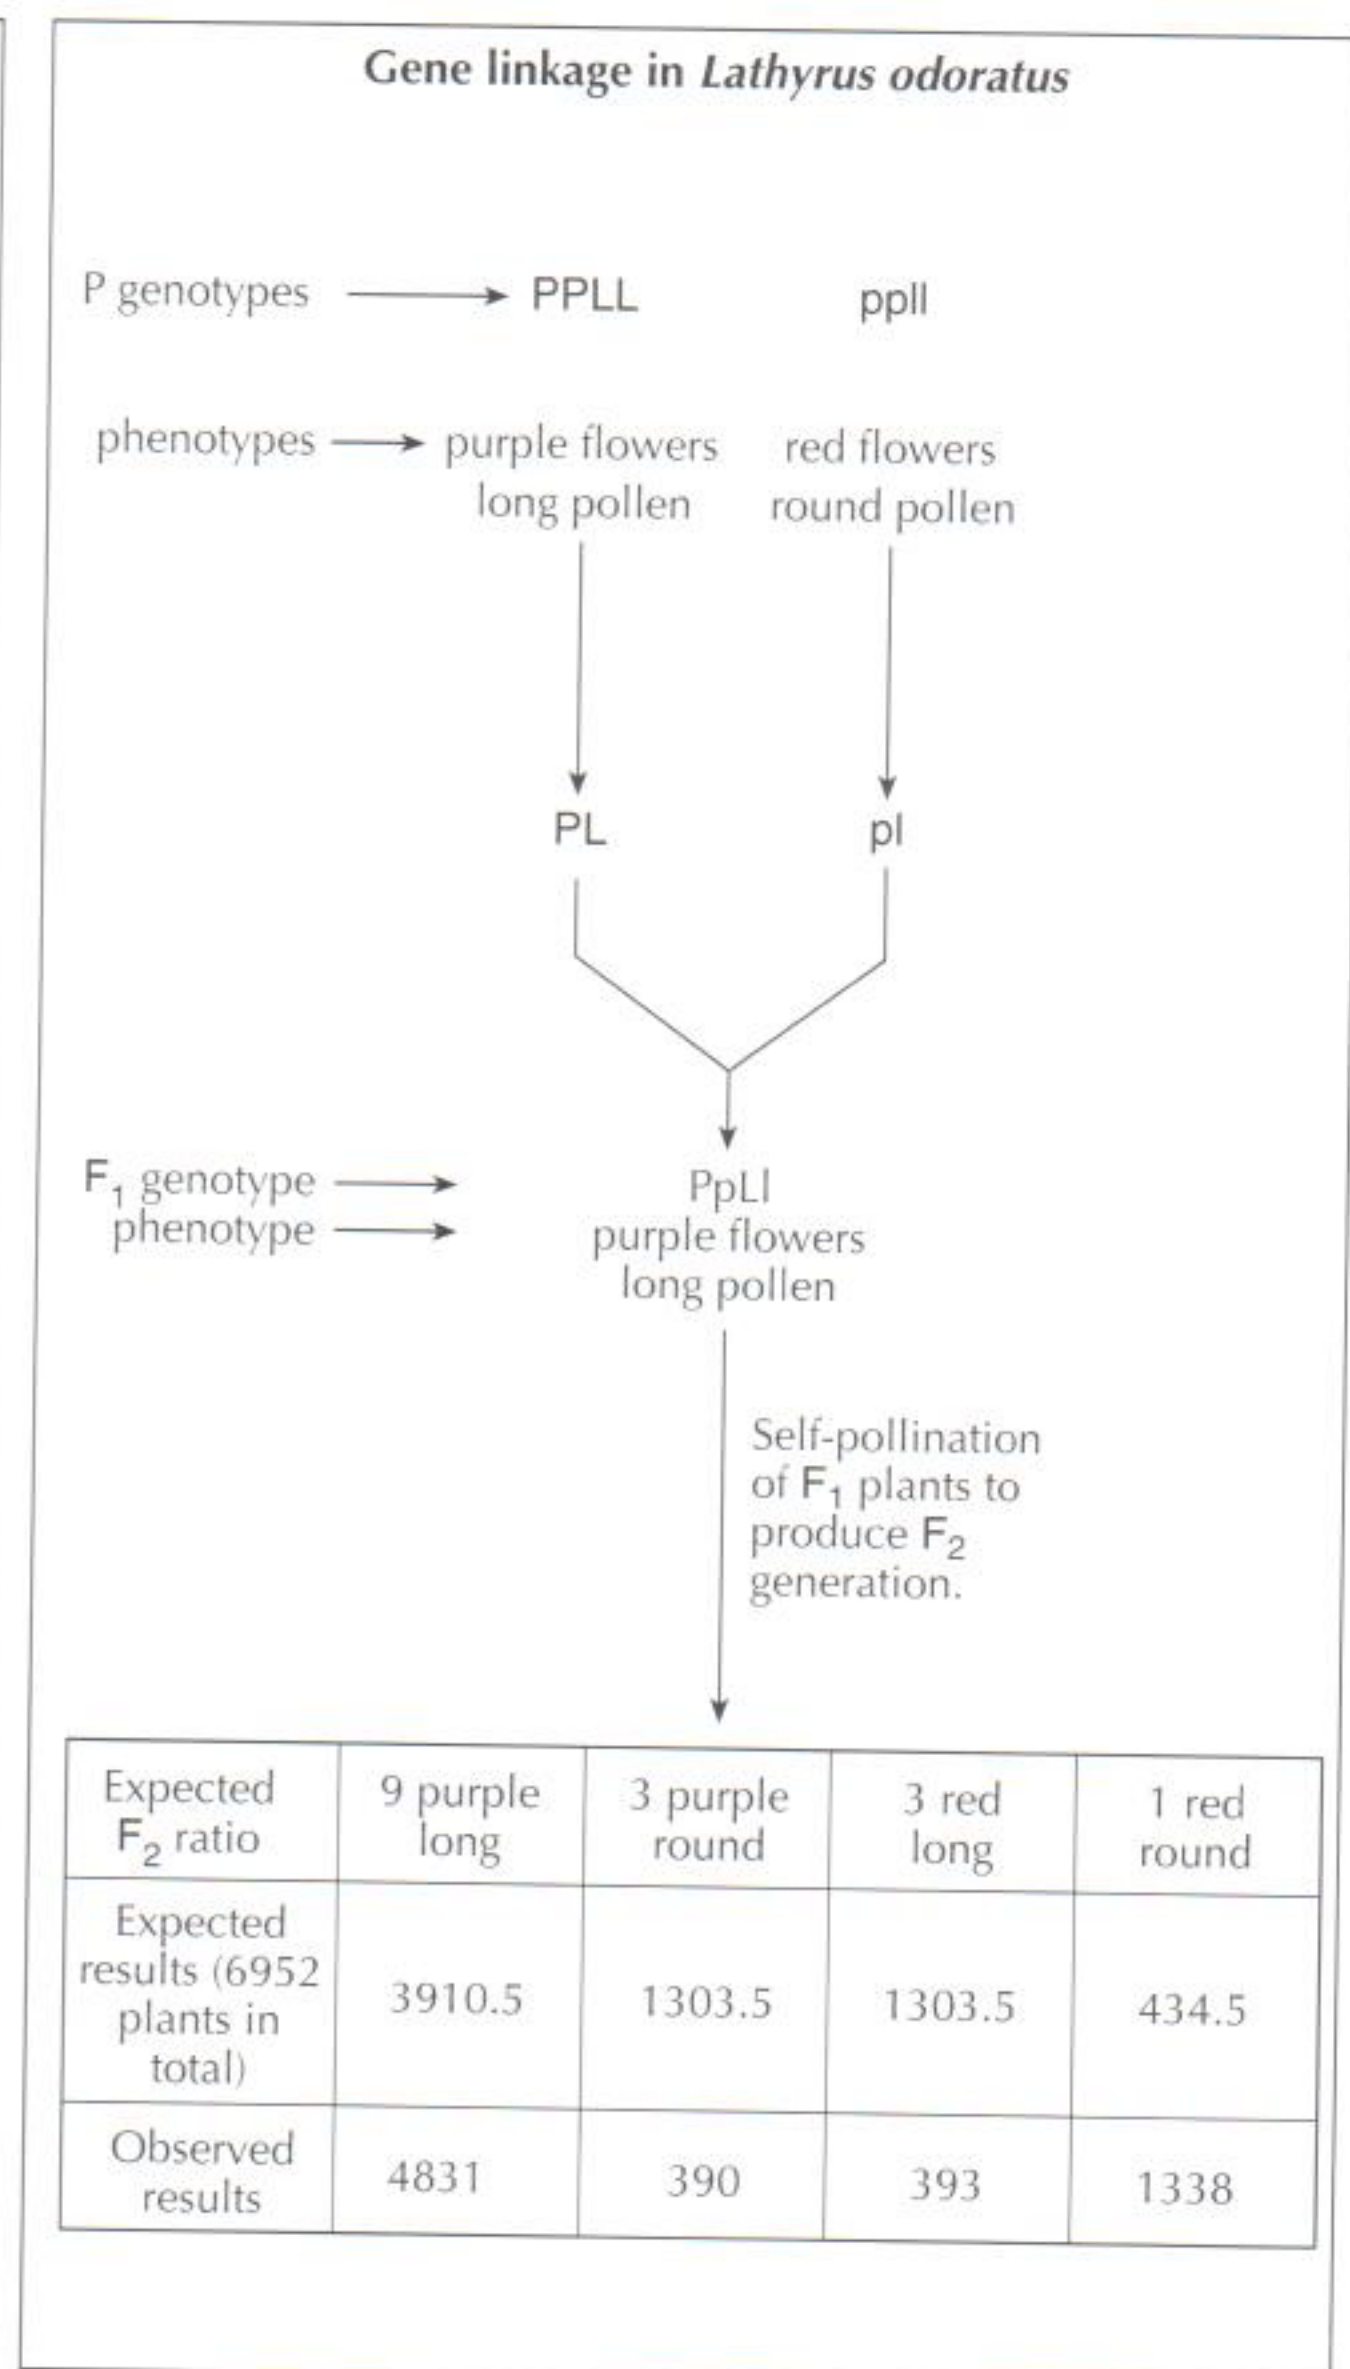 Gene linkage in Lathyrus odoratus
P genotypes PPLL ppll
phenotypes purple flowers red flowers
long pollen round pollen
PL pl
F₁ genotype PpLl
phenotype purple flowers
long pollen
Self-pollination
of F₁ plants to
produce F₂
generation.
Expected 9 purple 3 purple 3 red 1 red
F₂ ratio long round long round
Expected
results (6952 3910.5 1303.5 1303.5 434.5
plants in
total)
Observed 4831 390 393 1338
results